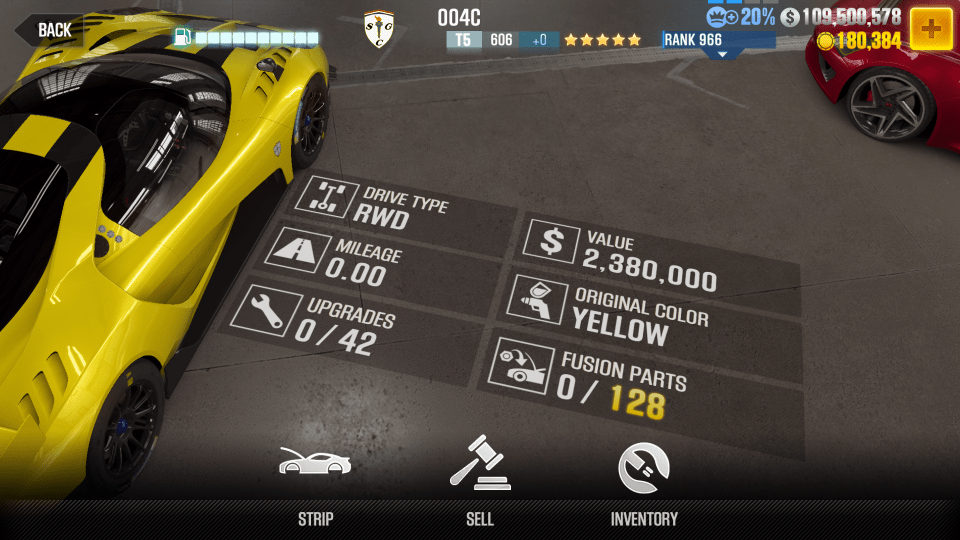 BACK
004C
T5 606 +0
RANK 966
20% $ 109,500,578
180,384
S
G
C
DRIVE TYPE
RWD
MILEAGE
0.00
UPGRADES
0 / 42
$ VALUE
2,380,000
ORIGINAL COLOR
YELLOW
FUSION PARTS
0 / 128
STRIP
SELL
INVENTORY